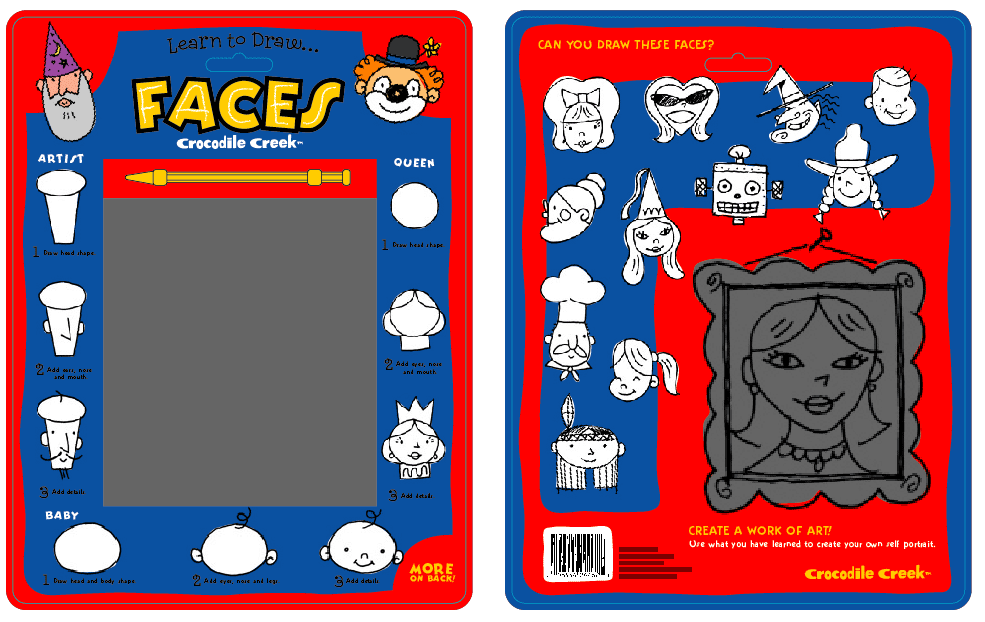 Learn to Draw...
FACES
Crocodile Creek™
ARTIST
1 Draw head shape
2 Add ears, nose
and mouth
3 Add details
QUEEN
1 Draw head shape
2 Add eyes, nose
and mouth
3 Add details
BABY
1 Draw head and body shape
2 Add eyes, nose and legs
3 Add details
MORE
ON BACK!
CAN YOU DRAW THESE FACES?
CREATE A WORK OF ART!
Use what you have learned to create your own self portrait.
Crocodile Creek™